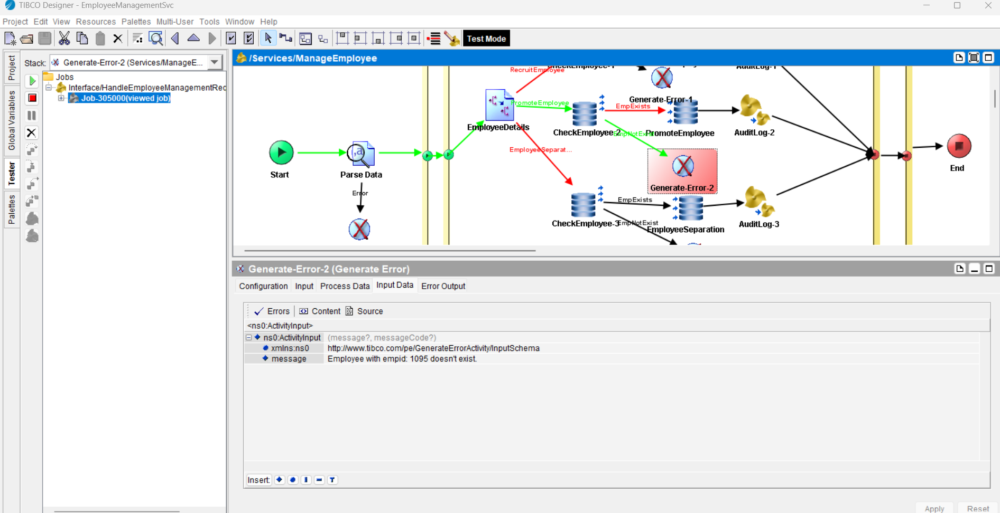 TIBCO Designer - EmployeeManagementSvc
Project Edit View Resources Palettes Multi-User Tools Window Help
Test Mode
Project
Global Variables
Tester
Palettes
Stack: Generate-Error-2 (Services/ManageE...
Jobs
Interface/HandleEmployeeManagementRec
Job-305000(viewed job)
/Services/ManageEmployee
RecruitEmployee
CheckEmployee-1
AuditLog-1
Generate-Error-1
PromoteEmployee
EmpExists
EmployeeDetails
CheckEmployee-2
PromoteEmployee
AuditLog-2
EmployeeSeparat...
Start
Parse Data
Generate-Error-2
End
Error
EmpExists
CheckEmployee-3
EmpNotExist
EmployeeSeparation
AuditLog-3
Generate-Error-2 (Generate Error)
Configuration Input Process Data Input Data Error Output
Errors Content Source
<ns0:ActivityInput>
ns0:ActivityInput (message?, messageCode?)
xmlns:ns0 http://www.tibco.com/pe/GenerateErrorActivity/InputSchema
message Employee with empid: 1095 doesn't exist.
Insert:
Apply Reset